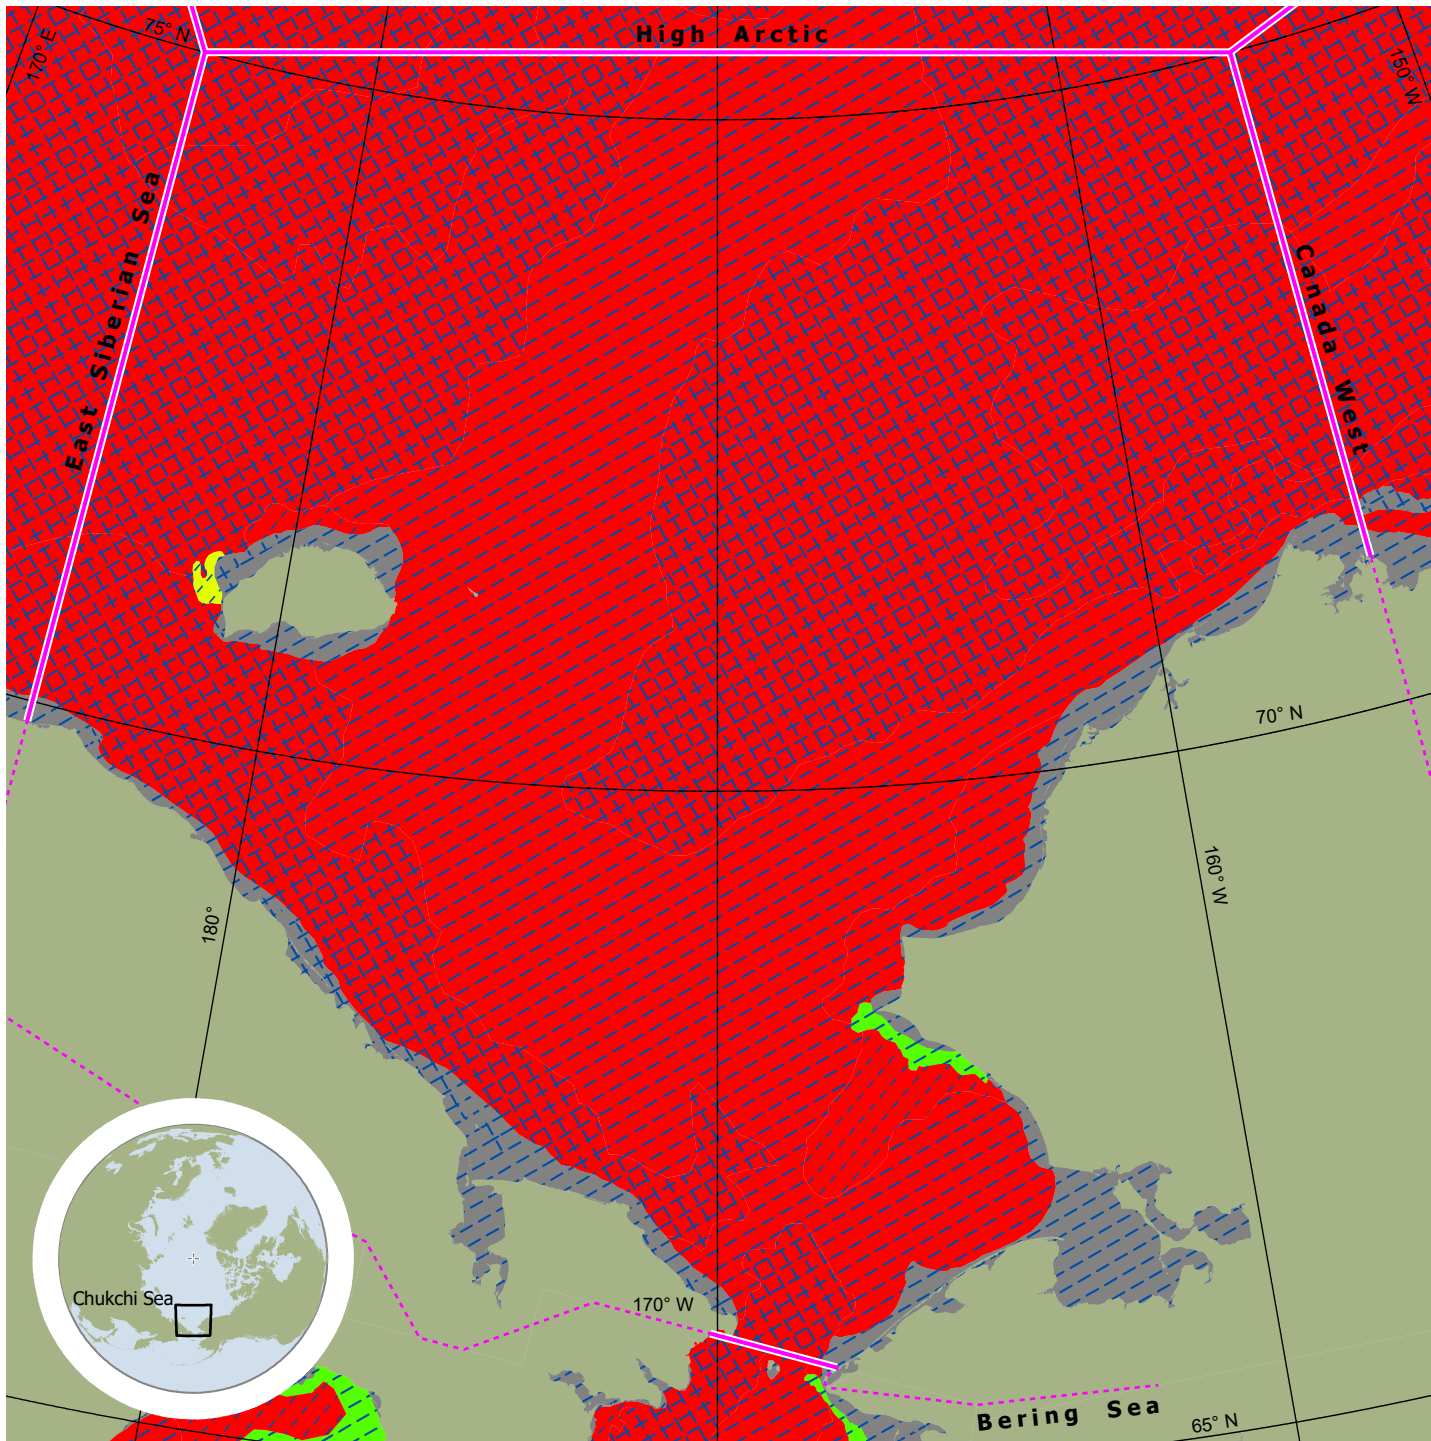 High Arctic
75° N
170° E
150° W
East Siberian Sea
Canada West
70° N
160° W
180°
Chukchi Sea
170° W
Bering Sea
65° N